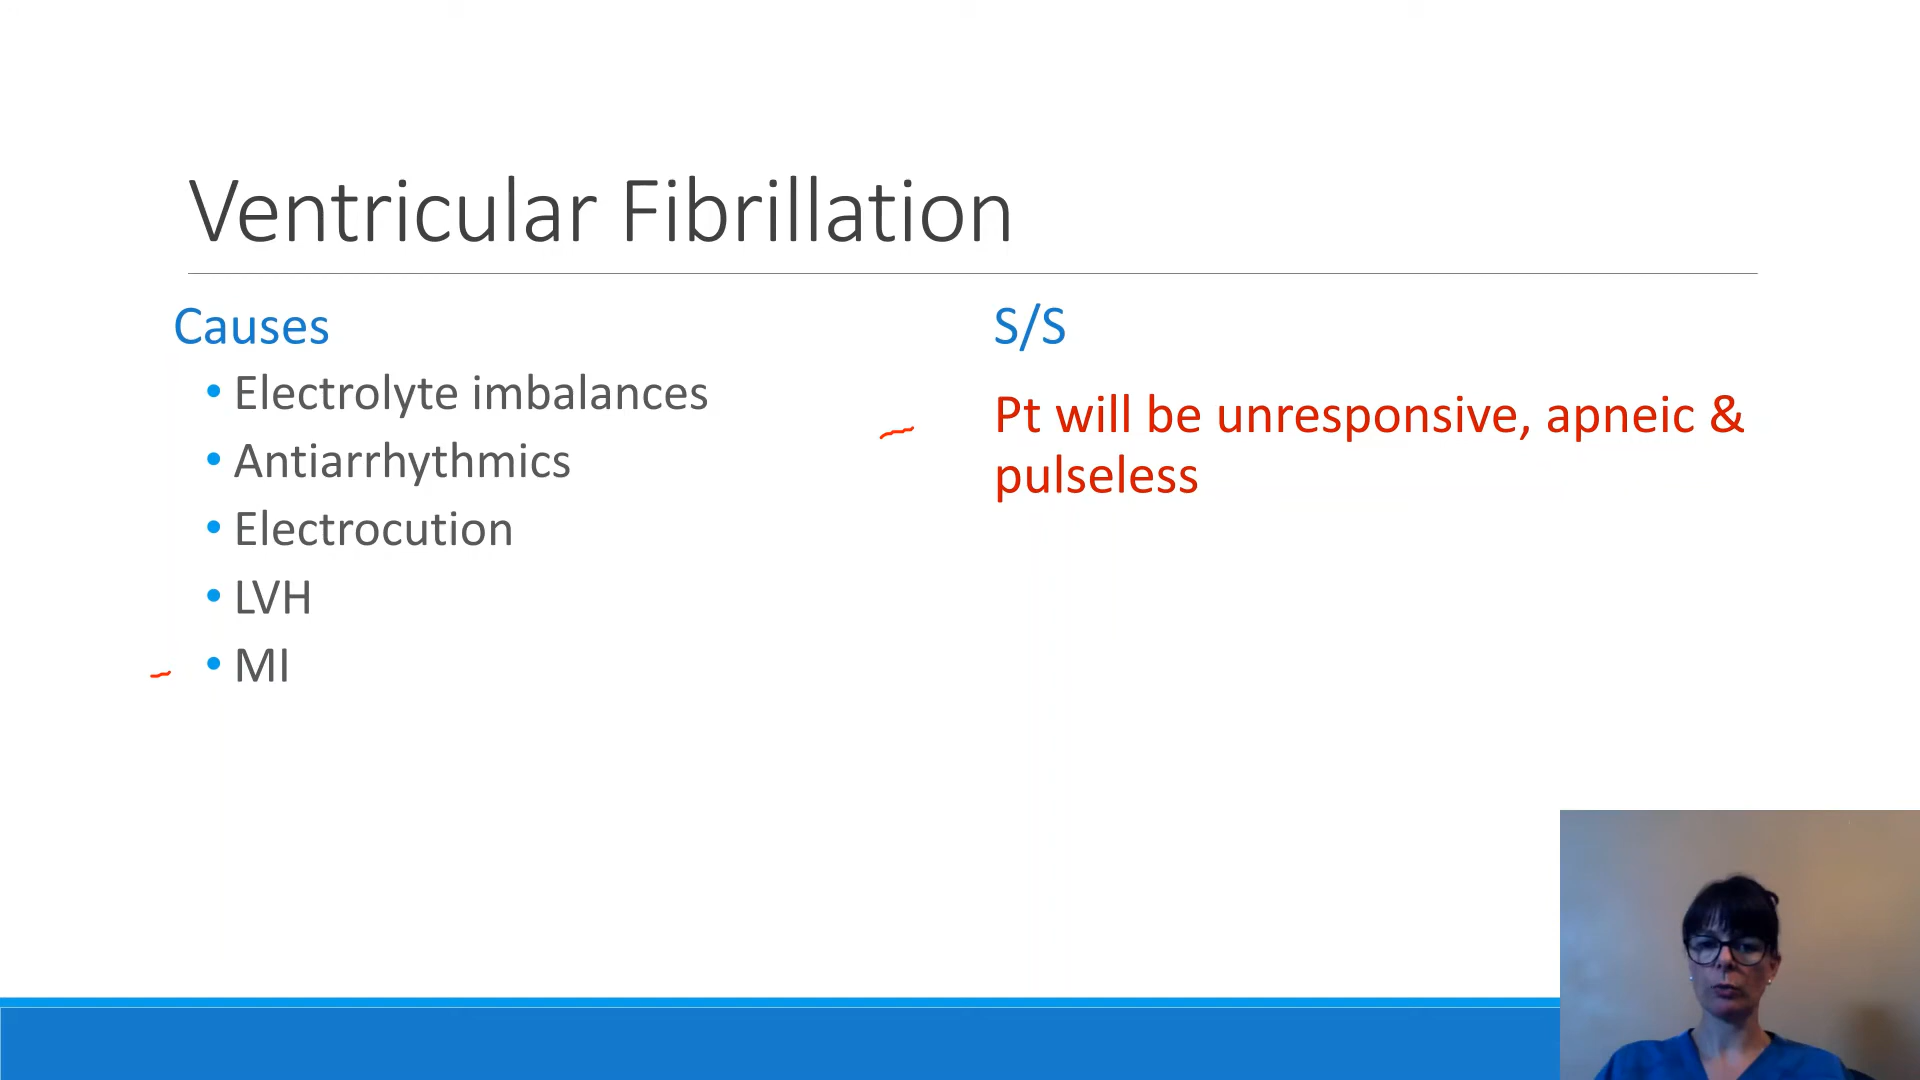 Ventricular Fibrillation
Causes
• Electrolyte imbalances
• Antiarrhythmics
• Electrocution
• LVH
• MI
S/S
Pt will be unresponsive, apneic &
pulseless